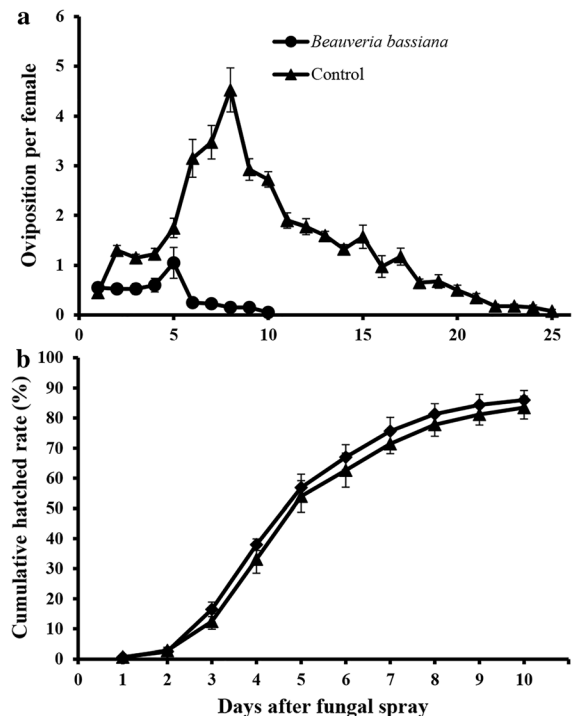 a
6
5
4
3
2
1
0
Oviposition per female
Beauveria bassiana
Control
0 5 10 15 20 25
b
100
90
80
70
60
50
40
30
20
10
0
Cumulative hatched rate (%)
0 1 2 3 4 5 6 7 8 9 10
Days after fungal spray